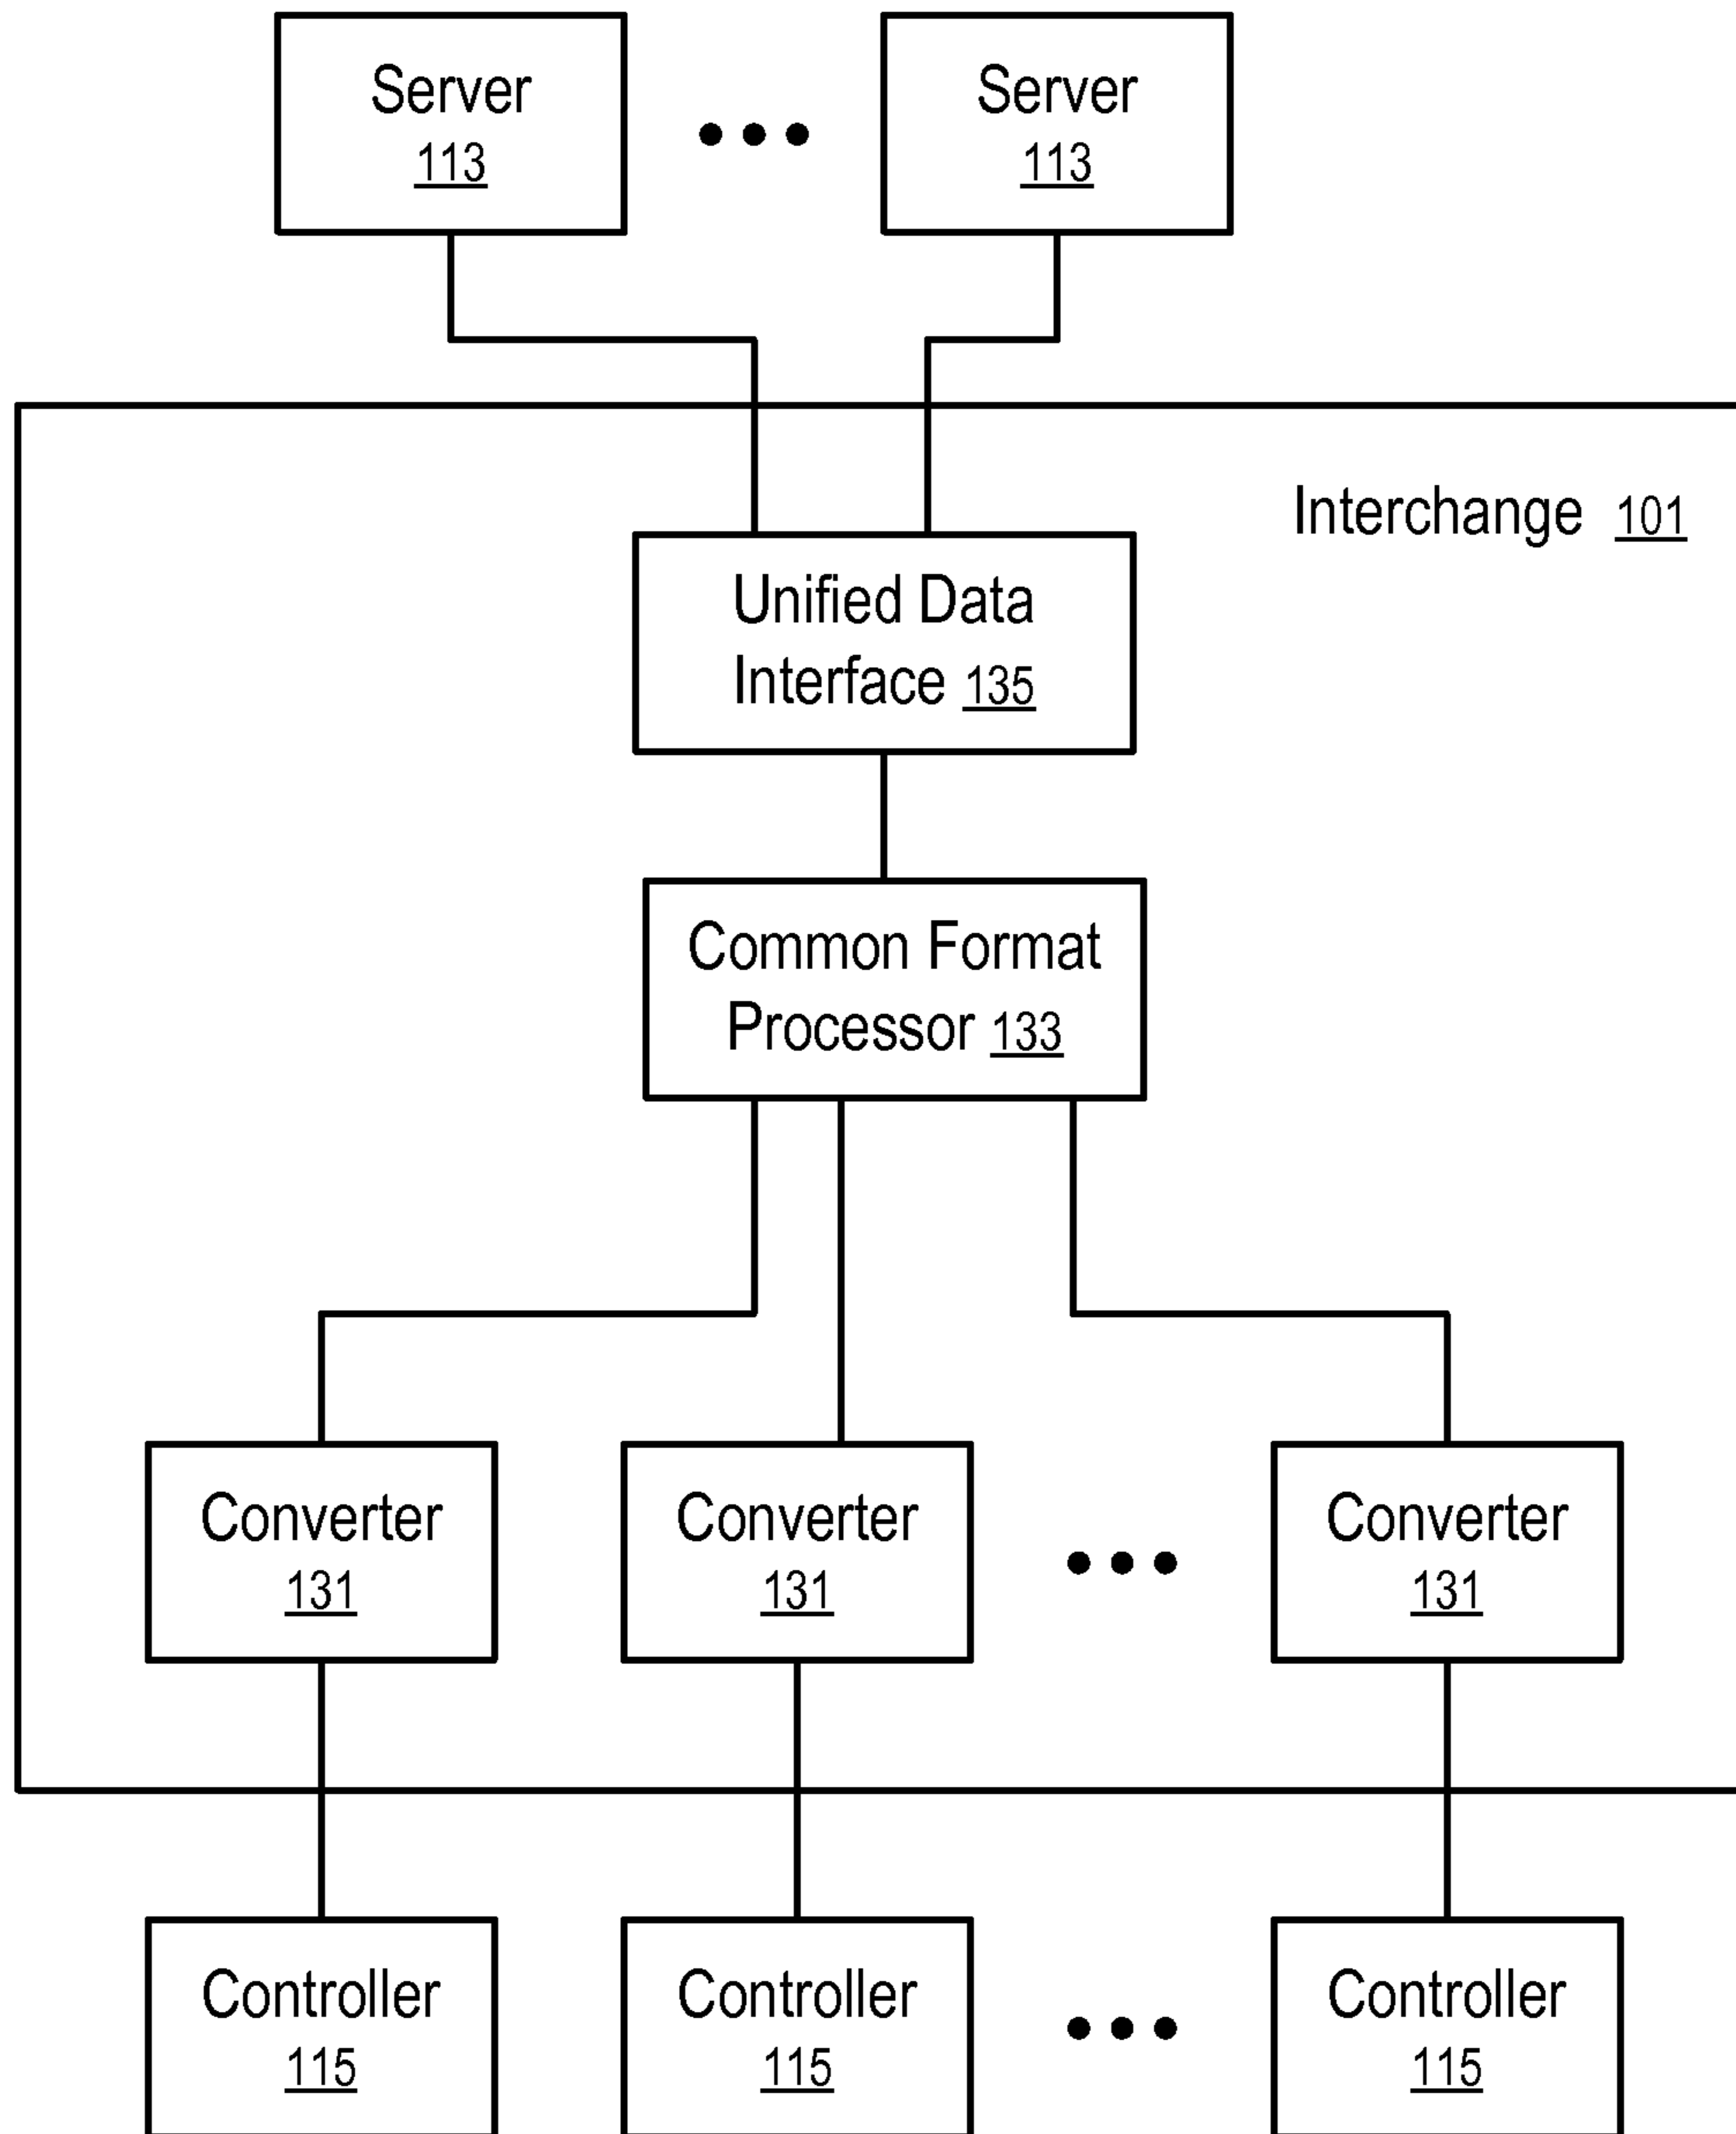 Server
113
Server
113
Interchange 101
Unified Data
Interface 135
Common Format
Processor 133
Converter
131
Converter
131
Converter
131
Controller
115
Controller
115
Controller
115